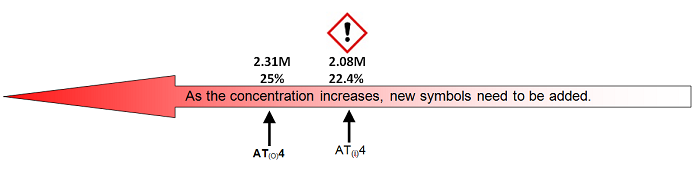 2.31M 2.08M
25% 22.4%
As the concentration increases, new symbols need to be added.
AT(O)4 AT(I)4